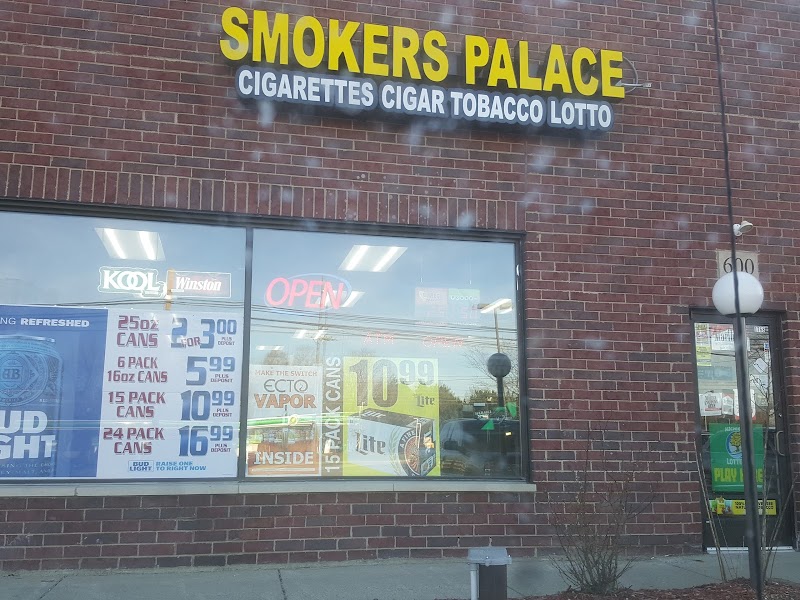 SMOKERS PALACE
CIGARETTES CIGAR TOBACCO LOTTO
600
KOOL
Winston
OPEN
NG REFRESHED
25oz CANS 2 FOR 3.00 PLUS DEPOSIT
6 PACK 16oz CANS 5.99 PLUS DEPOSIT
15 PACK CANS 10.99 PLUS DEPOSIT
24 PACK CANS 16.99 PLUS DEPOSIT
UD
GHT
BUD LIGHT
RAISE ONE
TO RIGHT NOW
MAKE THE SWITCH
ECTO
VAPOR
INSIDE
15 PACK CANS
10.99
Lite
Lite
PLAY